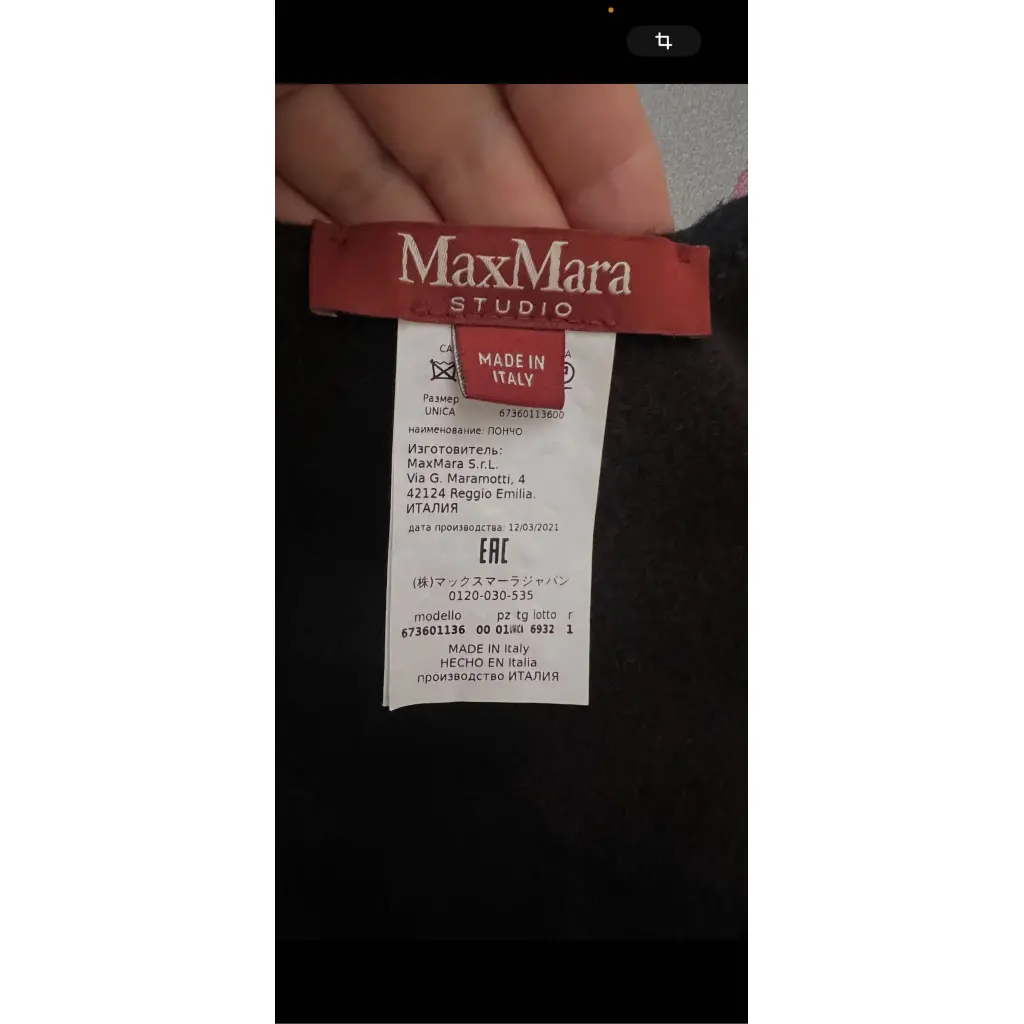 MaxMara
STUDIO
MADE IN
ITALY
Размер
UNICA 67360113600
наименование: ПОНЧО
Изготовитель:
MaxMara S.r.L.
Via G. Maramotti, 4
42124 Reggio Emilia.
ИТАЛИЯ
дата производства: 12/03/2021
EAC
(株)マックスマーラジャパン
0120-030-535
modello pz tg lotto r
673601136 00 01 UNICA 6932 1
MADE IN Italy
HECHO EN Italia
производство ИТАЛИЯ